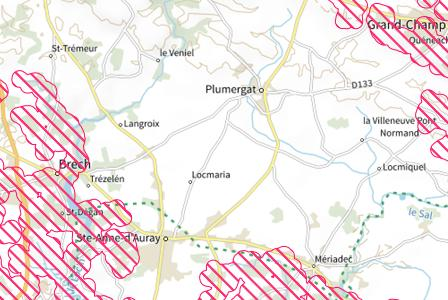 Grand-Champ
Quéneac
St-Trémeur
le Veniel
Plumergat
D133
Langroix
la Villeneuve Pont
Normand
Brech
Trézelén
Locmaria
Locmiquel
St-Dégan
le Sal
Ste-Anne-d'Auray
Mériadec